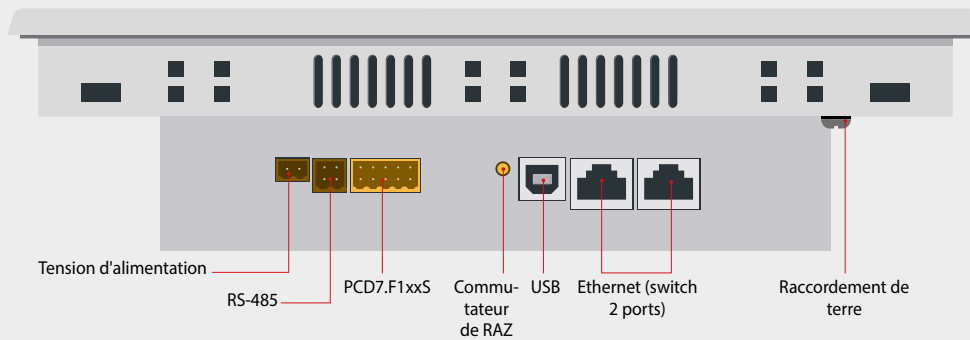 Tension d'alimentation
RS-485
PCD7.F1xxS
Commu-
tateur
de RAZ
USB
Ethernet (switch
2 ports)
Raccordement de
terre